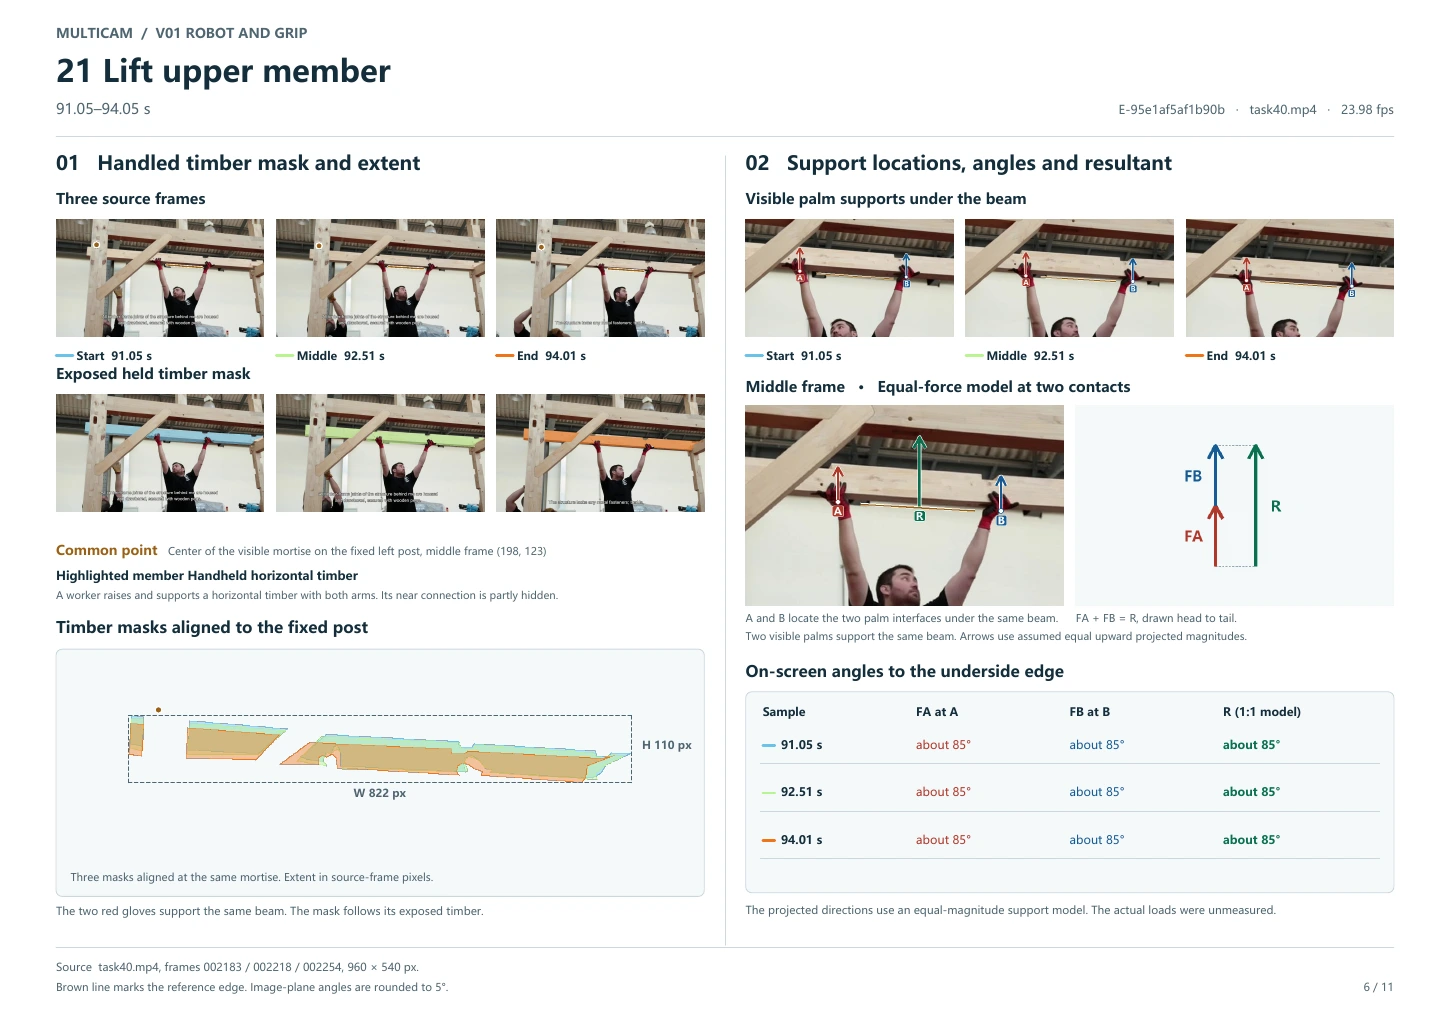 MULTICAM / V01 ROBOT AND GRIP
21 Lift upper member
91.05–94.05 s
E-95e1af5af1b90b · task40.mp4 · 23.98 fps
01 Handled timber mask and extent
Three source frames
Start 91.05 s
Middle 92.51 s
End 94.01 s
Exposed held timber mask
Common point Center of the visible mortise on the fixed left post, middle frame (198, 123)
Highlighted member Handheld horizontal timber
A worker raises and supports a horizontal timber with both arms. Its near connection is partly hidden.
Timber masks aligned to the fixed post
H 110 px
W 822 px
Three masks aligned at the same mortise. Extent in source-frame pixels.
The two red gloves support the same beam. The mask follows its exposed timber.
02 Support locations, angles and resultant
Visible palm supports under the beam
A
B
A
B
A
B
Start 91.05 s
Middle 92.51 s
End 94.01 s
Middle frame • Equal-force model at two contacts
A
R
B
FB
FA
R
A and B locate the two palm interfaces under the same beam.
FA + FB = R, drawn head to tail.
Two visible palms support the same beam. Arrows use assumed equal upward projected magnitudes.
On-screen angles to the underside edge
Sample FA at A FB at B R (1:1 model)
91.05 s about 85° about 85° about 85°
92.51 s about 85° about 85° about 85°
94.01 s about 85° about 85° about 85°
The projected directions use an equal-magnitude support model. The actual loads were unmeasured.
Source task40.mp4, frames 002183 / 002218 / 002254, 960 × 540 px.
Brown line marks the reference edge. Image-plane angles are rounded to 5°.
6 / 11